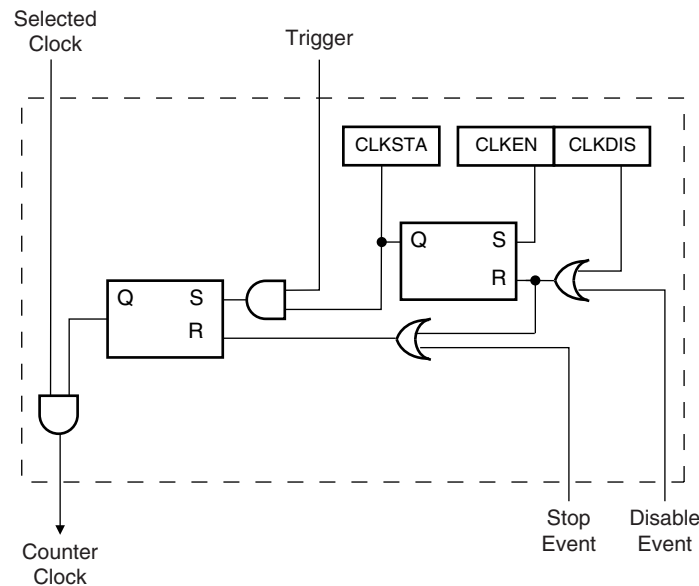 Selected
Clock
Trigger
CLKSTA
CLKEN
CLKDIS
Q
S
R
Q
S
R
Stop
Event
Disable
Event
Counter
Clock